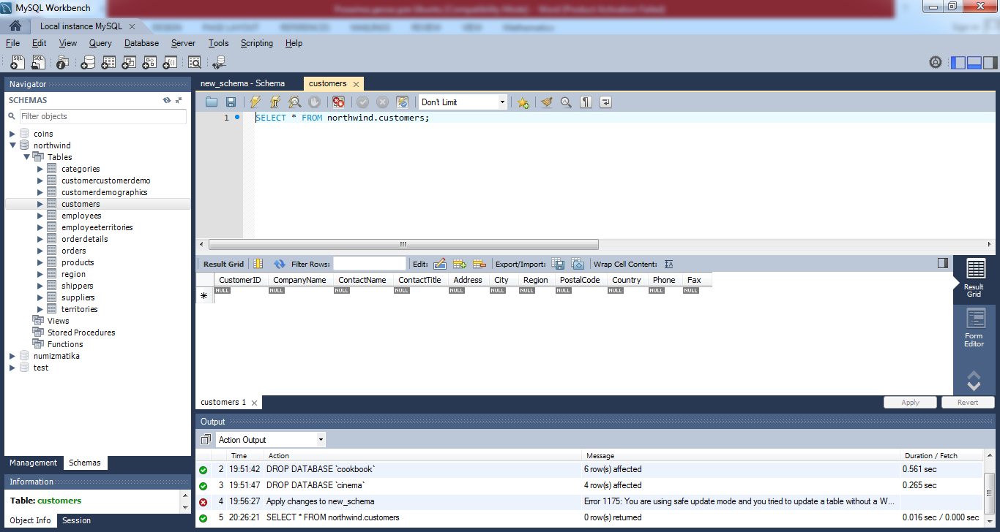 MySQL Workbench
Local instance MySQL
File Edit View Query Database Server Tools Scripting Help
Navigator
SCHEMAS
Filter objects
coins
northwind
Tables
categories
customercustomerdemo
customerdemographics
customers
employees
employeeterritories
orderdetails
orders
products
region
shippers
suppliers
territories
Views
Stored Procedures
Functions
numizmatika
test
Management Schemas
Information
Table: customers
Object Info Session
new_schema - Schema customers
Don't Limit
1 SELECT * FROM northwind.customers;
Result Grid Filter Rows: Edit: Export/Import: Wrap Cell Content:
CustomerID CompanyName ContactName ContactTitle Address City Region PostalCode Country Phone Fax
NULL NULL NULL NULL NULL NULL NULL NULL NULL NULL NULL
Result
Grid
Form
Editor
customers 1
Apply Revert
Output
Action Output
Time Action Message Duration / Fetch
2 19:51:42 DROP DATABASE `cookbook` 6 row(s) affected 0.561 sec
3 19:51:47 DROP DATABASE `cinema` 4 row(s) affected 0.265 sec
4 19:56:27 Apply changes to new_schema Error 1175: You are using safe update mode and you tried to update a table without a W...
5 20:26:21 SELECT * FROM northwind.customers 0 row(s) returned 0.016 sec / 0.000 sec